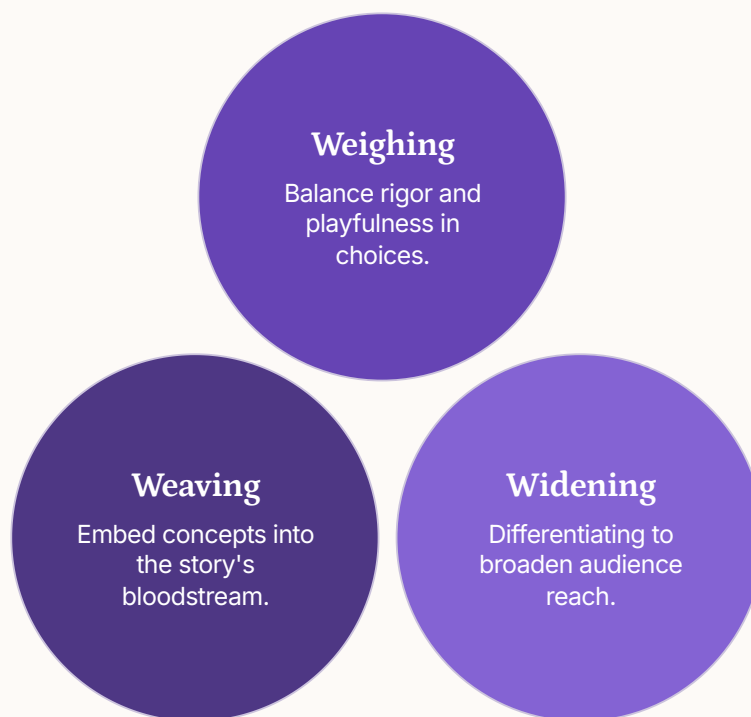 Weighing
Balance rigor and
playfulness in
choices.
Weaving
Embed concepts into
the story's
bloodstream.
Widening
Differentiating to
broaden audience
reach.